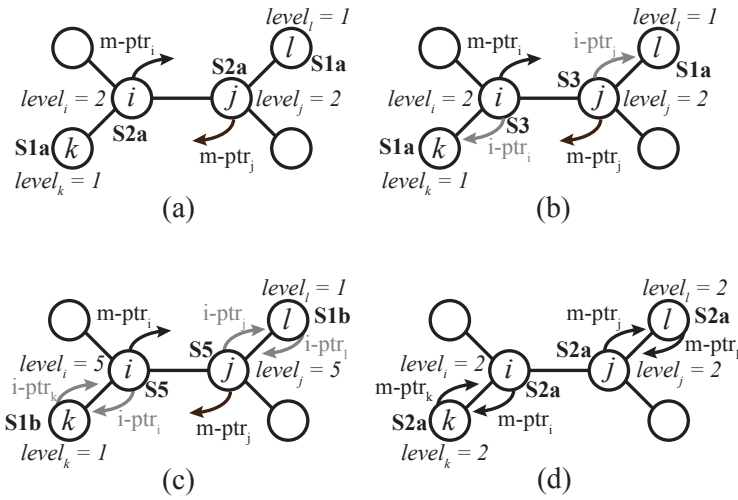 level_l = 1
m-ptr_i
l
S2a
S1a
level_i = 2
i
j
level_j = 2
S1a
k
S2a
m-ptr_j
level_k = 1
(a)
level_l = 1
m-ptr_i
i-ptr_j
l
S3
S1a
level_i = 2
i
j
level_j = 2
S1a
k
S3
i-ptr_i
m-ptr_j
level_k = 1
(b)
level_l = 1
m-ptr_i
i-ptr_j
l
S1b
S5
i-ptr_l
level_i = 5
i
j
level_j = 5
i-ptr_k
S5
S1b
k
i-ptr_i
m-ptr_j
level_k = 1
(c)
level_l = 2
m-ptr_j
l
S2a
S2a
m-ptr_l
level_i = 2
i
j
level_j = 2
m-ptr_k
S2a
S2a
k
m-ptr_i
level_k = 2
(d)